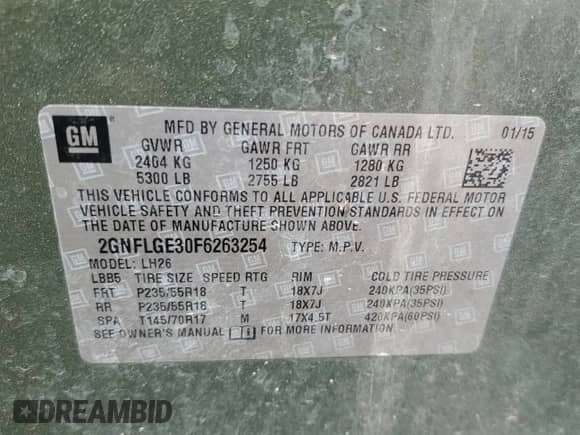 GM
MFD BY GENERAL MOTORS OF CANADA LTD. 01/15
GVWR GAWR FRT GAWR RR
2404 KG 1250 KG 1280 KG
5300 LB 2755 LB 2821 LB
THIS VEHICLE CONFORMS TO ALL APPLICABLE U.S. FEDERAL MOTOR
VEHICLE SAFETY AND THEFT PREVENTION STANDARDS IN EFFECT ON
THE DATE OF MANUFACTURE SHOWN ABOVE.
2GNFLGE30F6263254 TYPE: M.P.V.
MODEL: LH26
LBB5 TIRE SIZE SPEED RTG RIM COLD TIRE PRESSURE
FRT P235/55R18 T 18X7J 240KPA(35PSI)
RR P235/55R18 T 18X7J 240KPA(35PSI)
SPA T145/70R17 M 17X4.5T 420KPA(60PSI)
SEE OWNER'S MANUAL FOR MORE INFORMATION.
DREAMBID